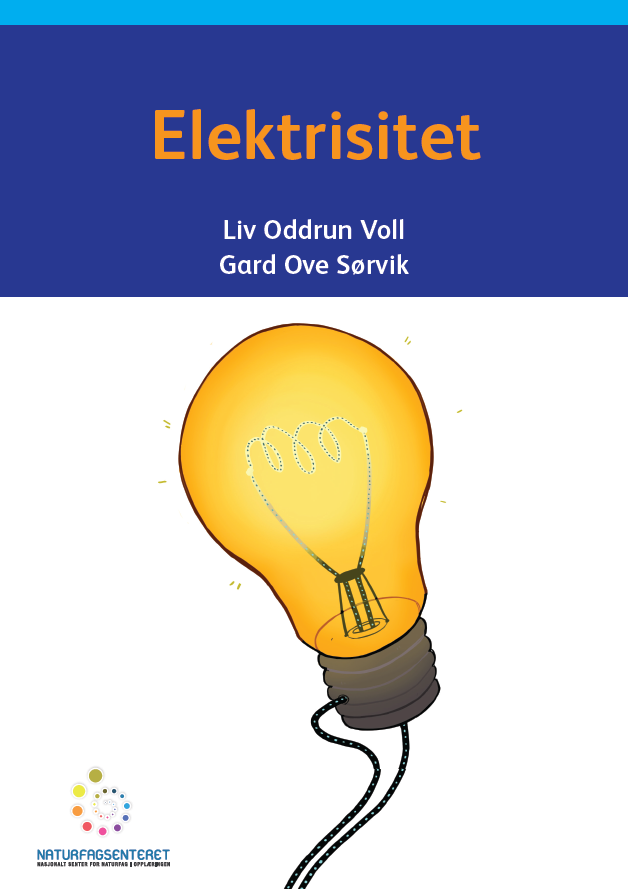 Elektrisitet
Liv Oddrun Voll
Gard Ove Sørvik
NATURFAGSENTERET
NASJONALT SENTER FOR NATURFAG I OPPLÆRINGEN